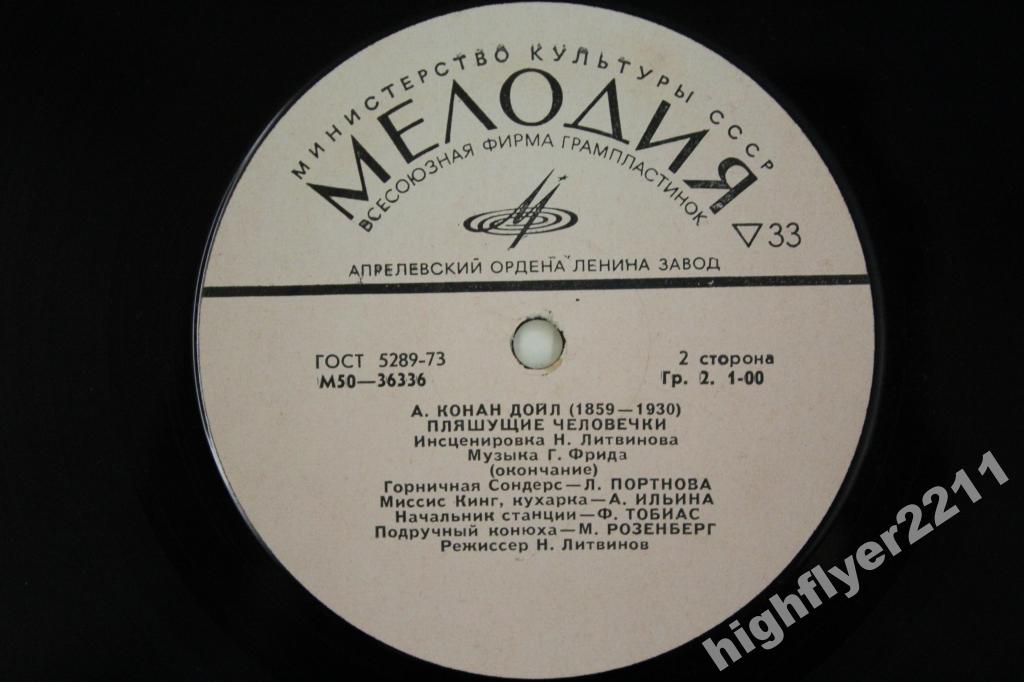 МИНИСТЕРСТВО КУЛЬТУРЫ СССР
МЕЛОДИЯ
ВСЕСОЮЗНАЯ ФИРМА ГРАМПЛАСТИНОК
▽33
АПРЕЛЕВСКИЙ ОРДЕНА ЛЕНИНА ЗАВОД
ГОСТ 5289-73 2 сторона
М50—36336 Гр. 2. 1-00
А. КОНАН ДОЙЛ (1859—1930)
ПЛЯШУЩИЕ ЧЕЛОВЕЧКИ
Инсценировка Н. Литвинова
Музыка Г. Фрида
(окончание)
Горничная Сондерс—Л. ПОРТНОВА
Миссис Кинг, кухарка—А. ИЛЬИНА
Начальник станции—Ф. ТОБИАС
Подручный конюха—М. РОЗЕНБЕРГ
Режиссер Н. Литвинов
highflyer2211